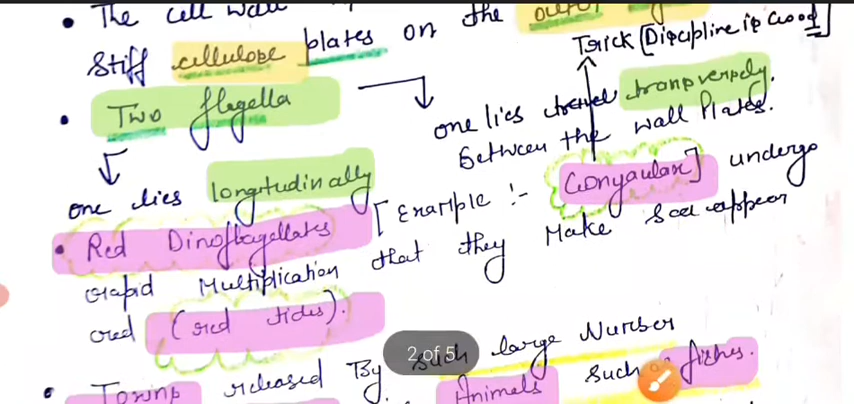 • The cell wall
plates on the outer
Stiff cellulose
Trick [Discipline is Good]
• Two flagella
one lies transversely.
between the wall Plates.
one lies longitudinally
• Red Dinoflagellates [Example :- Gonyaulax] undergo
rapid Multiplication that they Make Sea appear
red (red tides).
2 of 5
• Toxins released By such large Number
Animals such as fishes.